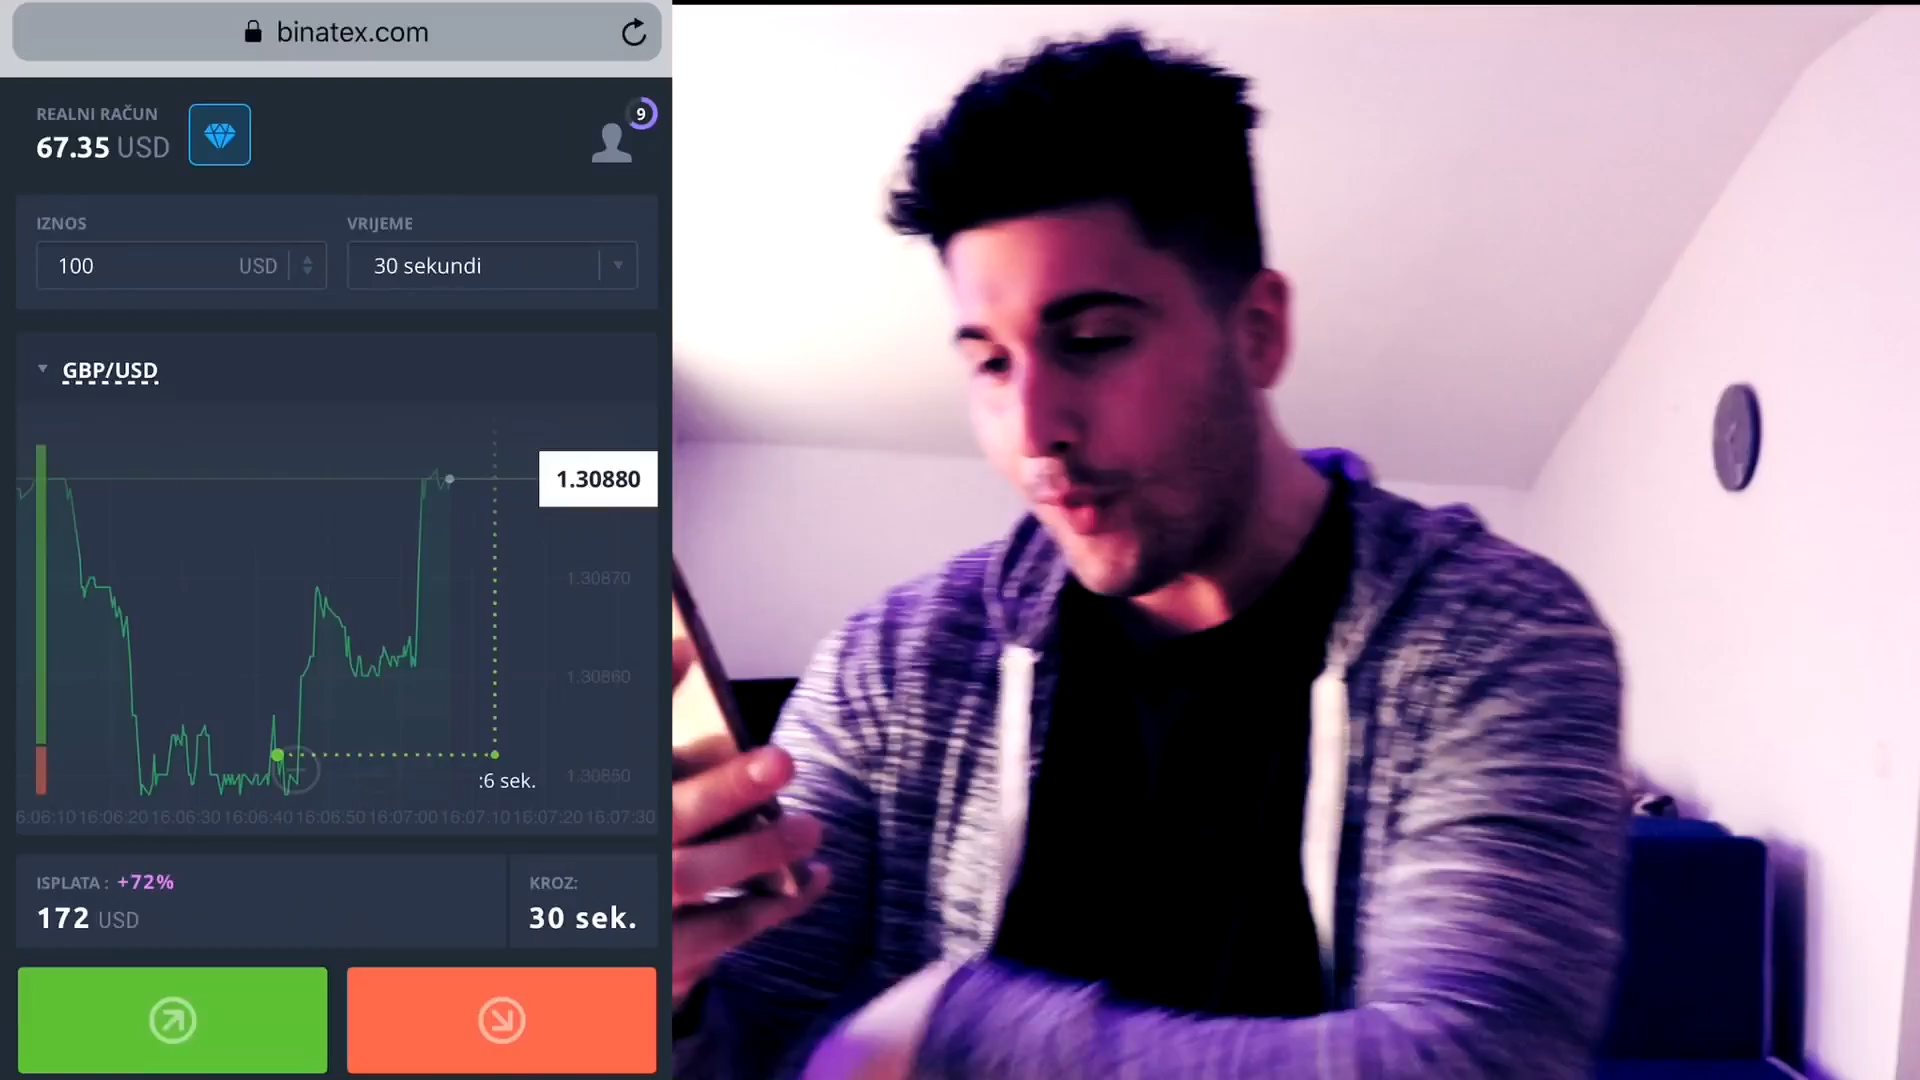 binatex.com
REALNI RAČUN
67.35 USD
9
IZNOS
VRIJEME
100 USD
30 sekundi
GBP/USD
1.30880
1.30870
1.30860
1.30850
:6 sek.
6:06:10 16:06:20 16:06:30 16:06:40 16:06:50 16:07:00 16:07:10 16:07:20 16:07:30
ISPLATA : +72%
KROZ:
172 USD
30 sek.